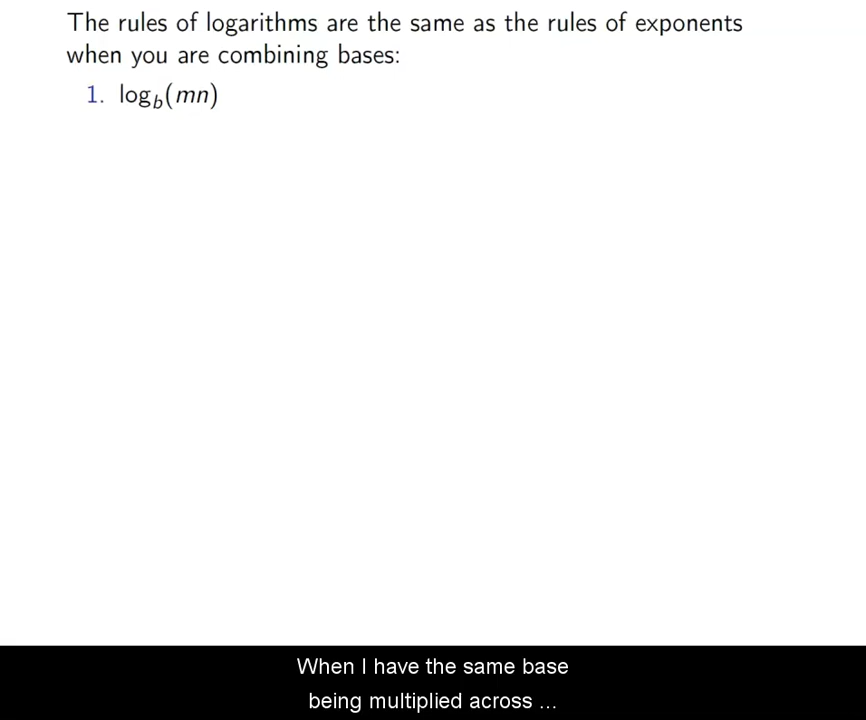 The rules of logarithms are the same as the rules of exponents
when you are combining bases:
1. log_b(mn)
When I have the same base
being multiplied across ...